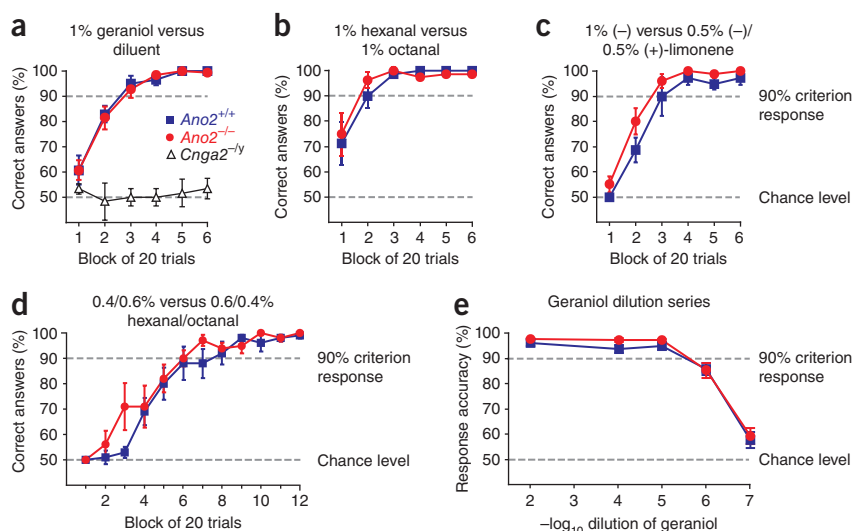 a
1% geraniol versus
diluent
Correct answers (%)
100
90
80
70
60
50
Ano2+/+
Ano2−/−
Cnga2−/y
1 2 3 4 5 6
Block of 20 trials
b
1% hexanal versus
1% octanal
Correct answers (%)
100
90
80
70
60
50
1 2 3 4 5 6
Block of 20 trials
c
1% (–) versus 0.5% (–)/
0.5% (+)-limonene
Correct answers (%)
100
90
80
70
60
50
90% criterion
response
Chance level
1 2 3 4 5 6
Block of 20 trials
d
0.4/0.6% versus 0.6/0.4%
hexanal/octanal
Correct answers (%)
100
90
80
70
60
50
90% criterion
response
Chance level
2 4 6 8 10 12
Block of 20 trials
e
Geraniol dilution series
Response accuracy (%)
100
90
80
70
60
50
90% criterion
response
Chance level
2 3 4 5 6 7
–log10 dilution of geraniol